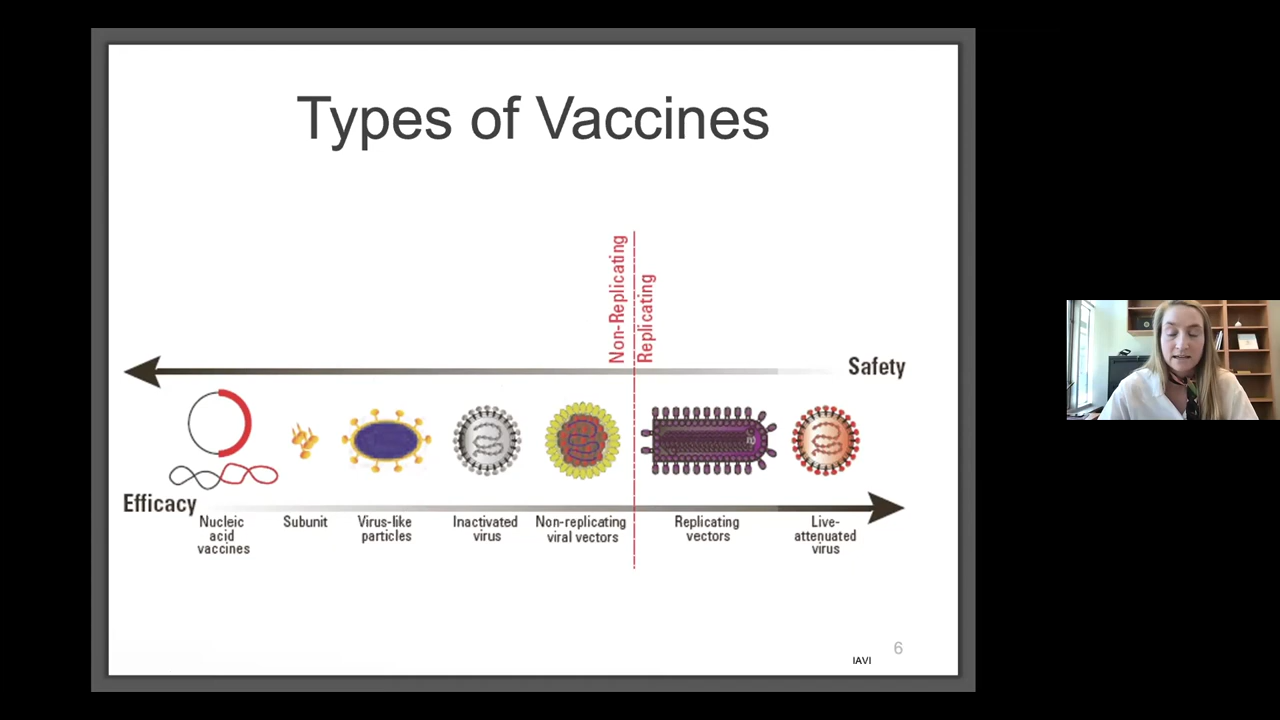 Types of Vaccines
Non-Replicating
Replicating
Safety
Efficacy
Nucleic
acid
vaccines
Subunit
Virus-like
particles
Inactivated
virus
Non-replicating
viral vectors
Replicating
vectors
Live-
attenuated
virus
6
IAVI